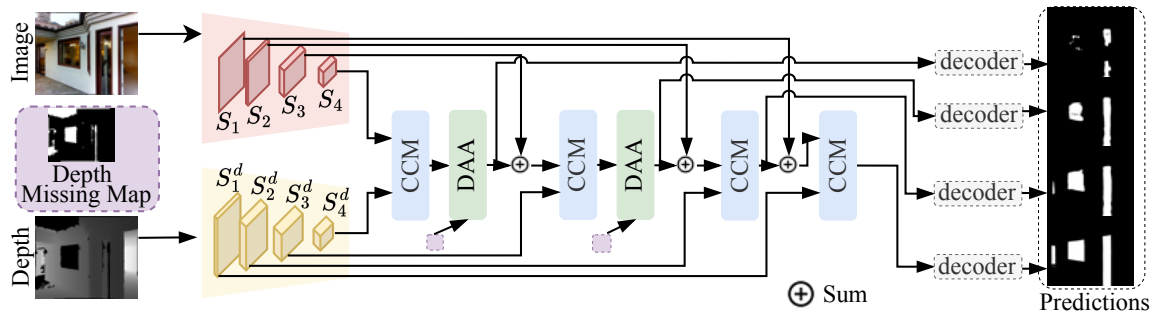 Image
Depth
Missing Map
Depth
S₁
S₂
S₃
S₄
S₁ᵈ
S₂ᵈ
S₃ᵈ
S₄ᵈ
CCM
DAA
CCM
DAA
CCM
CCM
decoder
decoder
decoder
decoder
Sum
Predictions